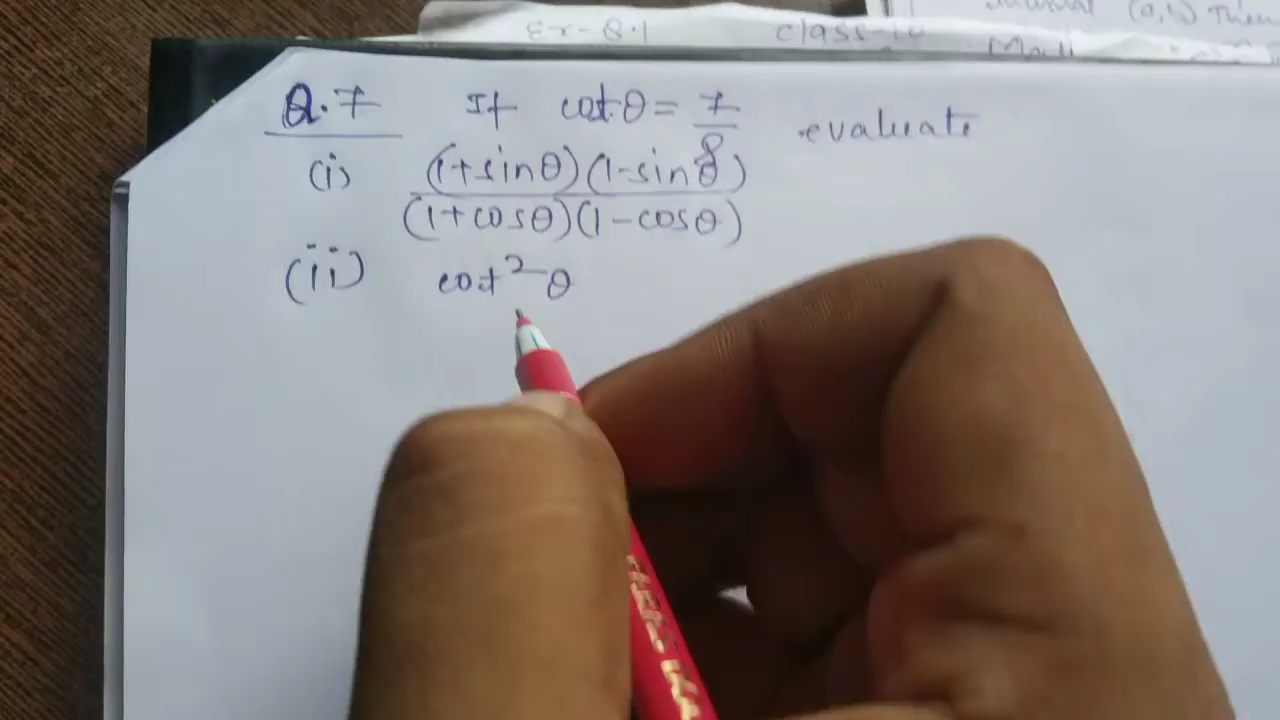 Ex-8.1 class-10
(a,b) Then
Q.7 If cot θ = 7/8 evaluate
(i) (1+sinθ)(1-sinθ)
(1+cosθ)(1-cosθ)
(ii) cot²θ